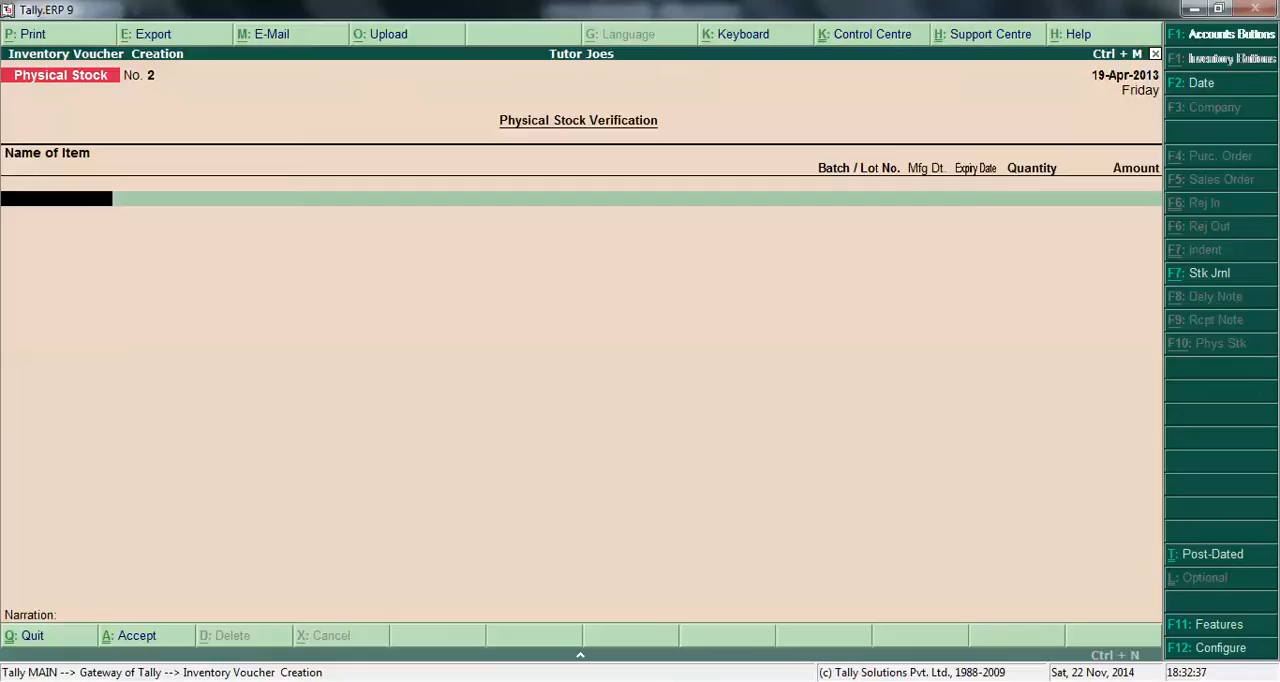 Tally.ERP 9
P: Print E: Export M: E-Mail O: Upload G: Language K: Keyboard K: Control Centre H: Support Centre H: Help
Inventory Voucher Creation Tutor Joes Ctrl + M
Physical Stock No. 2 19-Apr-2013
Friday
Physical Stock Verification
Name of Item
Batch / Lot No. Mfg Dt. Expiry Date Quantity Amount
Narration:
Q: Quit A: Accept D: Delete X: Cancel
Ctrl + N
Tally MAIN --> Gateway of Tally --> Inventory Voucher Creation (c) Tally Solutions Pvt. Ltd., 1988-2009 Sat, 22 Nov, 2014 18:32:37
F1: Accounts Buttons
F1: Inventory Buttons
F2: Date
F3: Company
F4: Purc. Order
F5: Sales Order
F6: Rej In
F6: Rej Out
F7: Indent
F7: Stk Jrnl
F8: Dely Note
F9: Rcpt Note
F10: Phys Stk
T: Post-Dated
L: Optional
F11: Features
F12: Configure